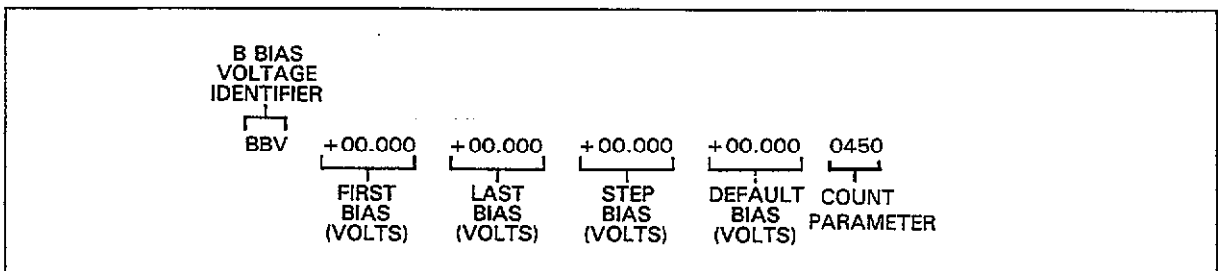 B BIAS
VOLTAGE
IDENTIFIER
BBV +00.000 +00.000 +00.000 +00.000 0450
FIRST
BIAS
(VOLTS)
LAST
BIAS
(VOLTS)
STEP
BIAS
(VOLTS)
DEFAULT
BIAS
(VOLTS)
COUNT
PARAMETER